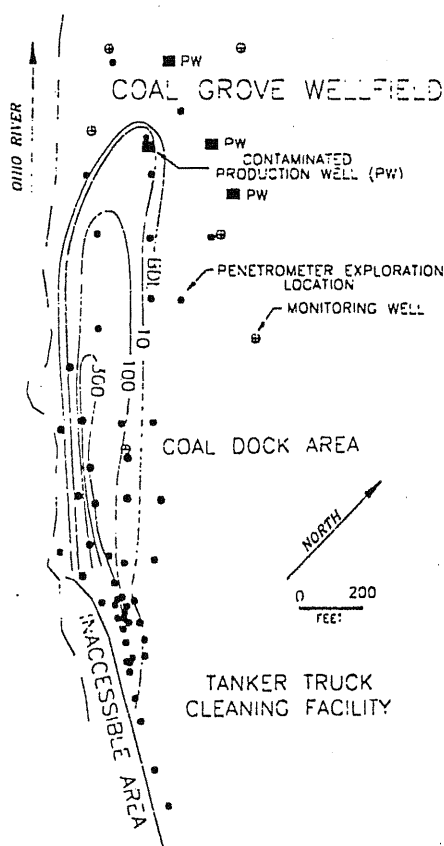 PW
COAL GROVE WELLFIELD
OHIO RIVER
PW
CONTAMINATED
PRODUCTION WELL (PW)
PW
BDL
PENETROMETER EXPLORATION
LOCATION
MONITORING WELL
10
100
COAL DOCK AREA
NORTH
0 200
FEET
INACCESSIBLE AREA
TANKER TRUCK
CLEANING FACILITY